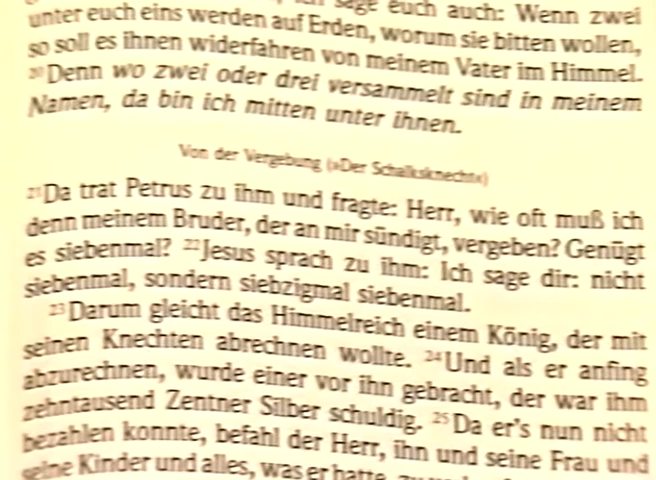 sage euch auch: Wenn zwei
unter euch eins werden auf Erden, worum sie bitten wollen,
so soll es ihnen widerfahren von meinem Vater im Himmel.
20 Denn wo zwei oder drei versammelt sind in meinem
Namen, da bin ich mitten unter ihnen.
Von der Vergebung (»Der Schalksknecht«)
21 Da trat Petrus zu ihm und fragte: Herr, wie oft muß ich
denn meinem Bruder, der an mir sündigt, vergeben? Genügt
es siebenmal? 22 Jesus sprach zu ihm: Ich sage dir: nicht
siebenmal, sondern siebzigmal siebenmal.
23 Darum gleicht das Himmelreich einem König, der mit
seinen Knechten abrechnen wollte. 24 Und als er anfing
abzurechnen, wurde einer vor ihn gebracht, der war ihm
zehntausend Zentner Silber schuldig. 25 Da er's nun nicht
bezahlen konnte, befahl der Herr, ihn und seine Frau und
seine Kinder und alles, was er hatte,